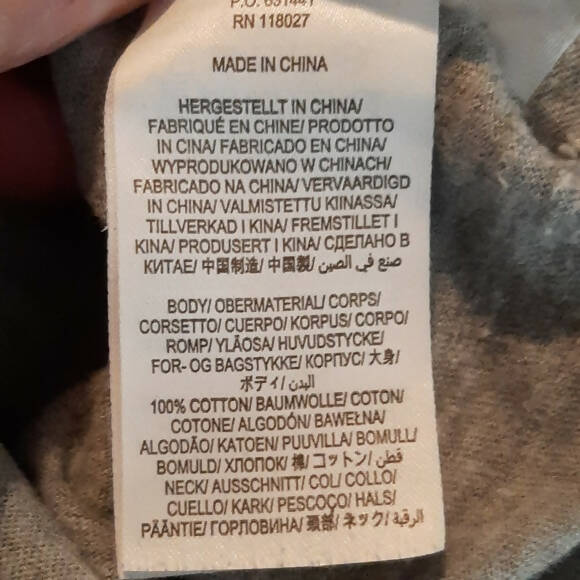 P.O. 631441
RN 118027
MADE IN CHINA
HERGESTELLT IN CHINA/
FABRIQUÉ EN CHINE/ PRODOTTO
IN CINA/ FABRICADO EN CHINA/
WYPRODUKOWANO W CHINACH/
FABRICADO NA CHINA/ VERVAARDIGD
IN CHINA/ VALMISTETTU KIINASSA/
TILLVERKAD I KINA/ FREMSTILLET I
KINA/ PRODUSERT I KINA/ СДЕЛАНО В
КИТАЕ/ 中国制造/ 中国製/ صنع في الصين/
BODY/ OBERMATERIAL/ CORPS/
CORSETTO/ CUERPO/ KORPUS/ CORPO/
ROMP/ YLÄOSA/ HUVUDSTYCKE/
FOR- OG BAGSTYKKE/ КОРПУС/ 大身/
ボディ/ البدن/
100% COTTON/ BAUMWOLLE/ COTON/
COTONE/ ALGODÓN/ BAWEŁNA/
ALGODÃO/ KATOEN/ PUUVILLA/ BOMULL/
BOMULD/ ХЛОПОК/ 棉/ コットン/ قطن/
NECK/ AUSSCHNITT/ COL/ COLLO/
CUELLO/ KARK/ PESCOÇO/ HALS/
PÄÄNTIE/ ГОРЛОВИНА/ 頸部/ ネック/ الرقبة/